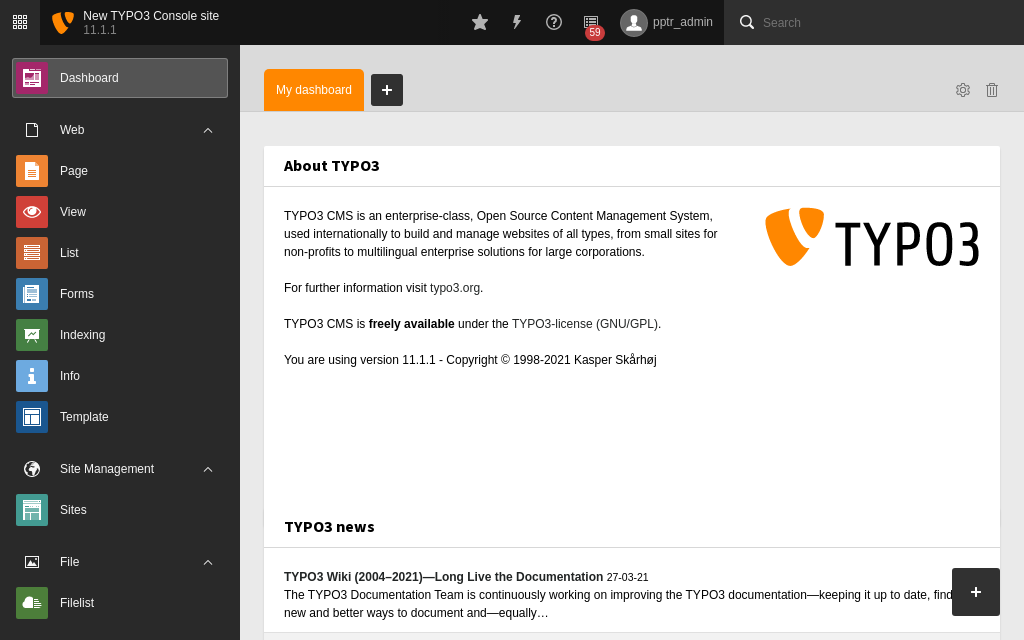 New TYPO3 Console site
11.1.1
59
pptr_admin
Search
Dashboard
Web
Page
View
List
Forms
Indexing
Info
Template
Site Management
Sites
File
Filelist
My dashboard
About TYPO3
TYPO3 CMS is an enterprise-class, Open Source Content Management System,
used internationally to build and manage websites of all types, from small sites for
non-profits to multilingual enterprise solutions for large corporations.
For further information visit typo3.org.
TYPO3 CMS is freely available under the TYPO3-license (GNU/GPL).
You are using version 11.1.1 - Copyright © 1998-2021 Kasper Skårhøj
TYPO3
TYPO3 news
TYPO3 Wiki (2004–2021)—Long Live the Documentation 27-03-21
The TYPO3 Documentation Team is continuously working on improving the TYPO3 documentation—keeping it up to date, find
new and better ways to document and—equally…